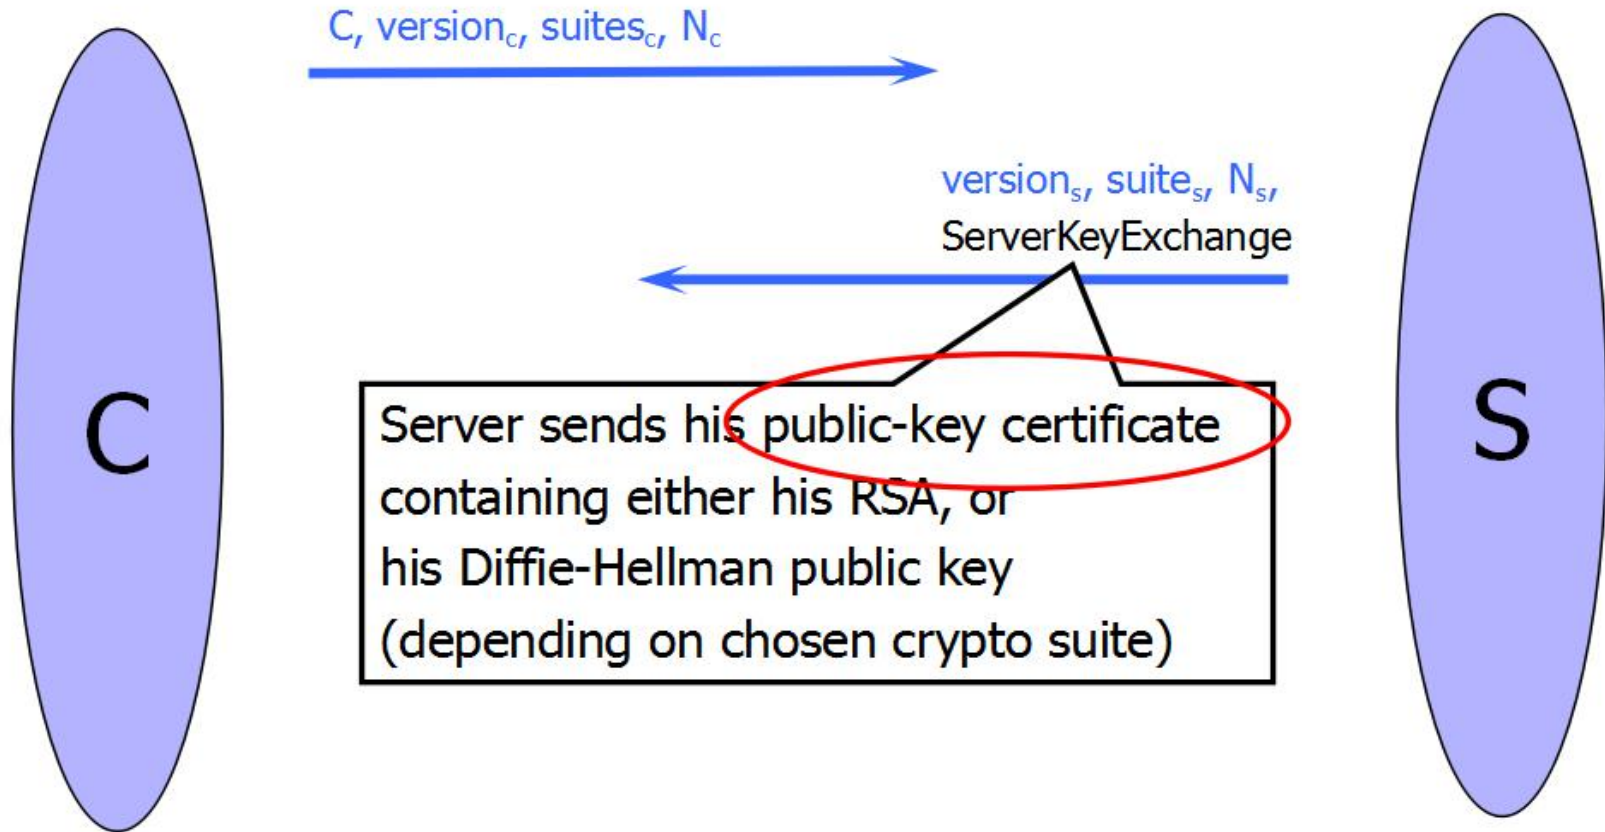 C, version_c, suites_c, N_c
version_s, suite_s, N_s,
ServerKeyExchange
C
S
Server sends his public-key certificate
containing either his RSA, or
his Diffie-Hellman public key
(depending on chosen crypto suite)